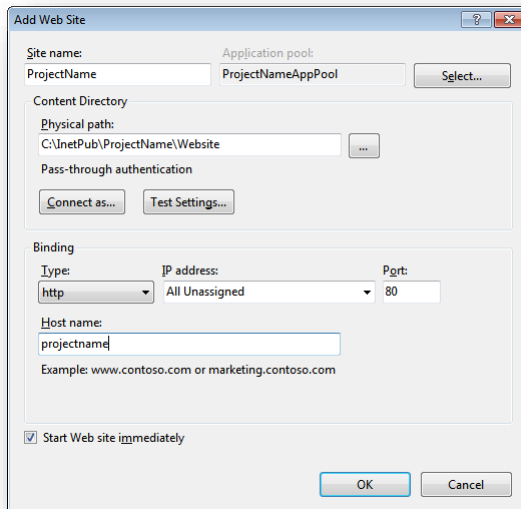 Add Web Site
Site name:
Application pool:
ProjectName
ProjectNameAppPool
Select...
Content Directory
Physical path:
C:\InetPub\ProjectName\Website
...
Pass-through authentication
Connect as...
Test Settings...
Binding
Type:
IP address:
Port:
http
All Unassigned
80
Host name:
projectname
Example: www.contoso.com or marketing.contoso.com
Start Web site immediately
OK
Cancel